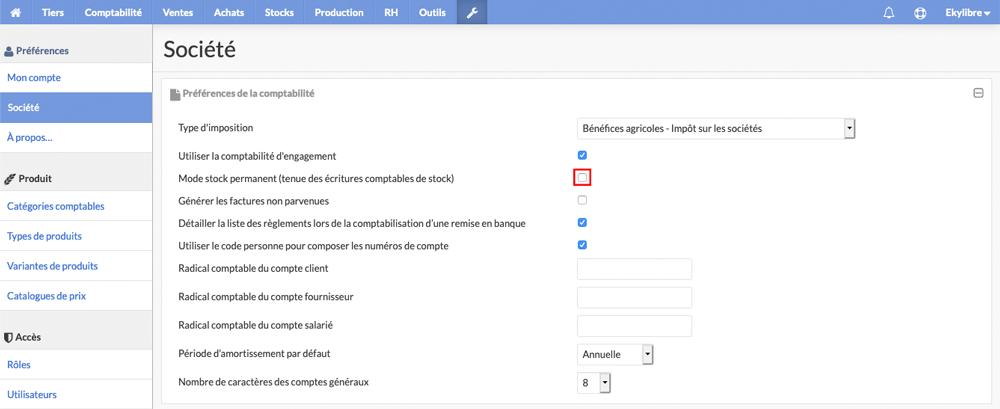 Tiers Comptabilité Ventes Achats Stocks Production RH Outils Ekylibre
Préférences
Mon compte
Société
À propos...
Produit
Catégories comptables
Types de produits
Variantes de produits
Catalogues de prix
Accès
Rôles
Utilisateurs
Société
Préférences de la comptabilité
Type d'imposition Bénéfices agricoles - Impôt sur les sociétés
Utiliser la comptabilité d'engagement
Mode stock permanent (tenue des écritures comptables de stock)
Générer les factures non parvenues
Détailler la liste des règlements lors de la comptabilisation d'une remise en banque
Utiliser le code personne pour composer les numéros de compte
Radical comptable du compte client
Radical comptable du compte fournisseur
Radical comptable du compte salarié
Période d'amortissement par défaut Annuelle
Nombre de caractères des comptes généraux 8